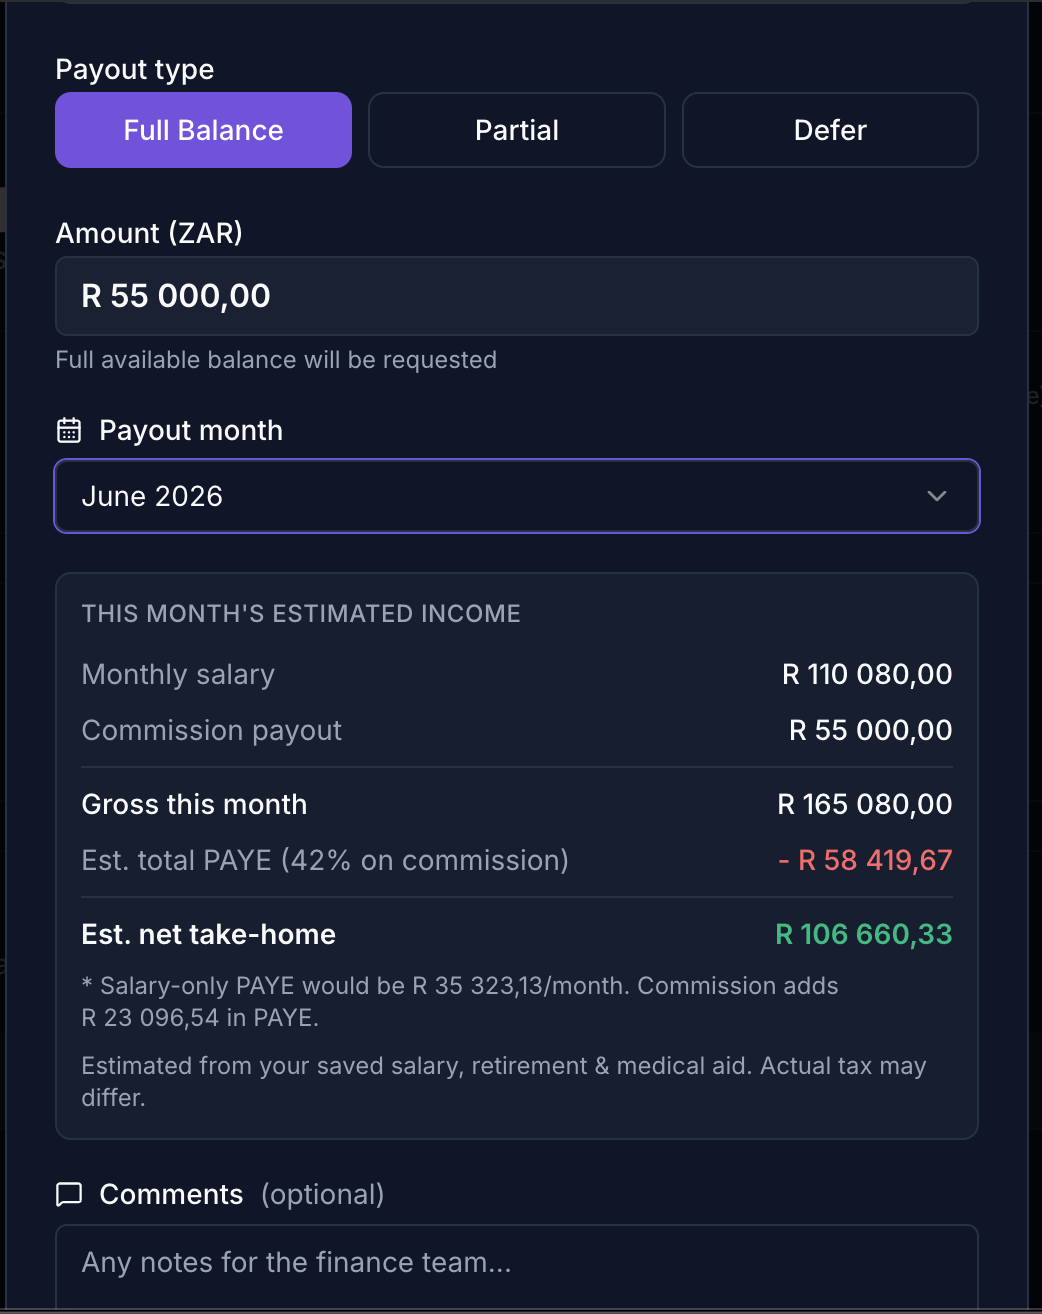 Payout type
Full Balance
Partial
Defer
Amount (ZAR)
R 55 000,00
Full available balance will be requested
Payout month
June 2026
THIS MONTH'S ESTIMATED INCOME
Monthly salary R 110 080,00
Commission payout R 55 000,00
Gross this month R 165 080,00
Est. total PAYE (42% on commission) - R 58 419,67
Est. net take-home R 106 660,33
* Salary-only PAYE would be R 35 323,13/month. Commission adds
R 23 096,54 in PAYE.
Estimated from your saved salary, retirement & medical aid. Actual tax may
differ.
Comments (optional)
Any notes for the finance team...